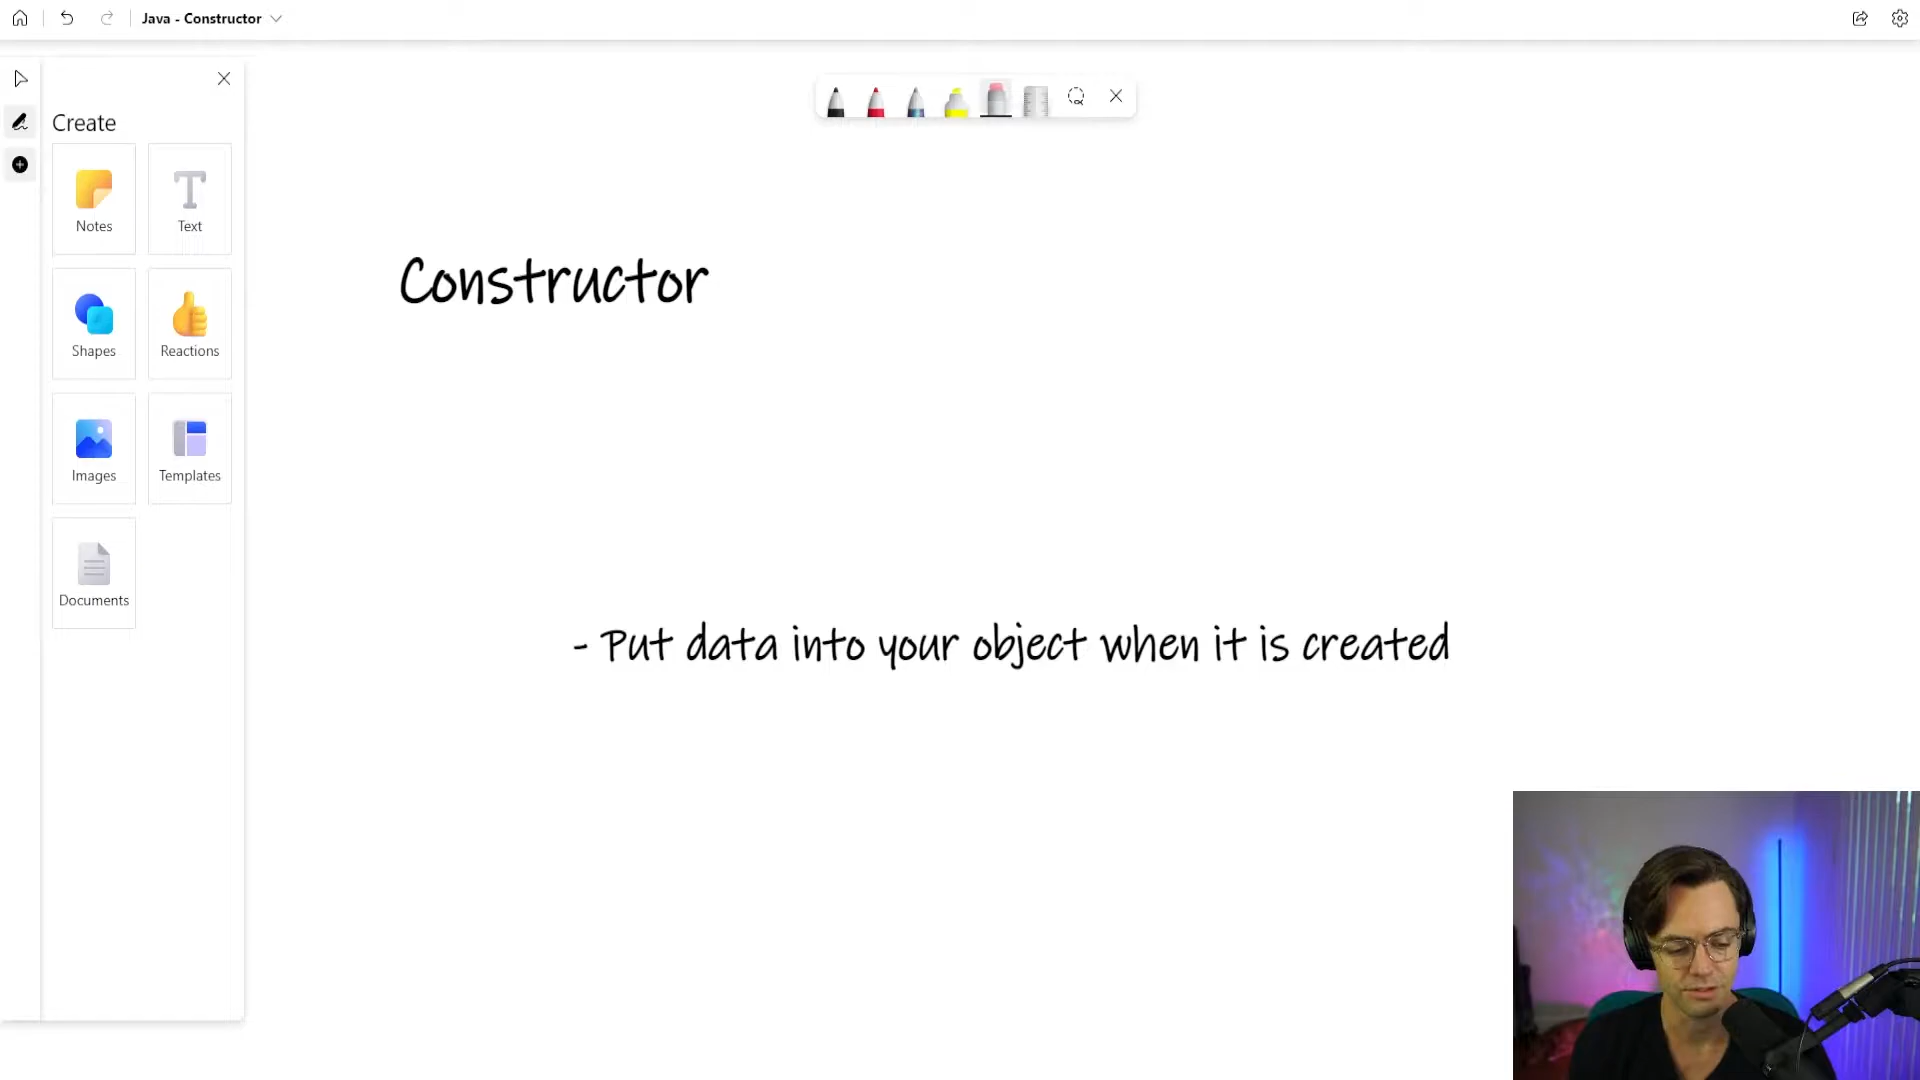 Java - Constructor
Create
Notes
Text
Constructor
Shapes
Reactions
Images
Templates
Documents
- Put data into your object when it is created